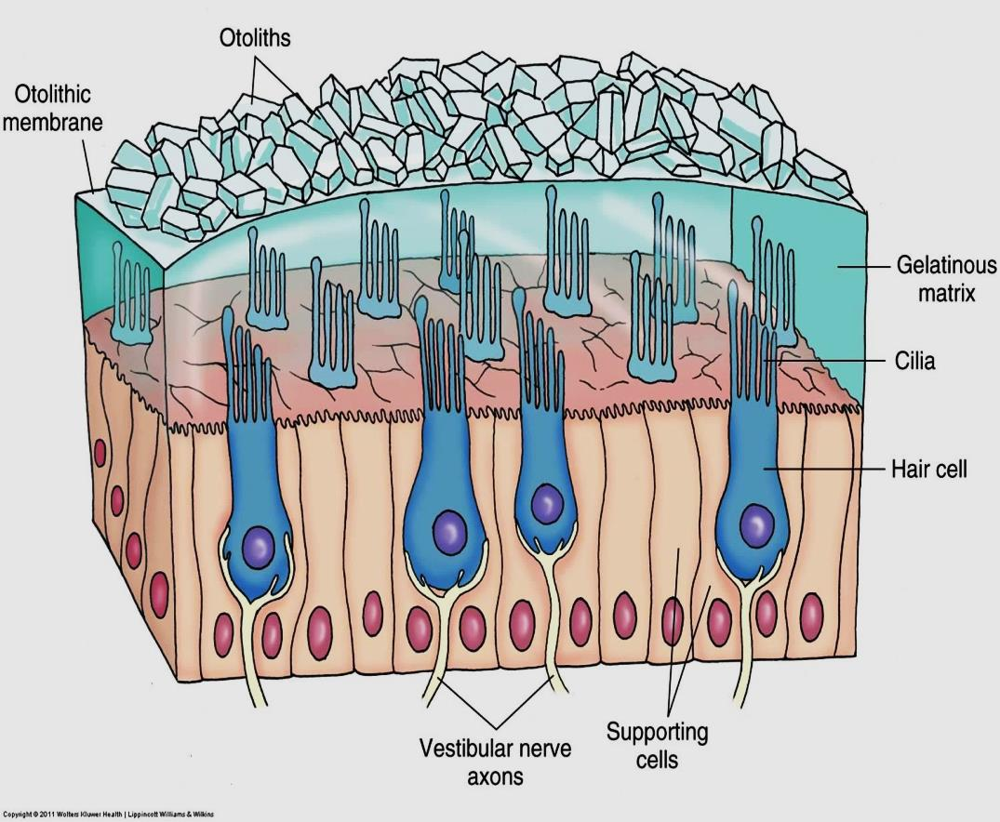 Otoliths
Otolithic
membrane
Gelatinous
matrix
Cilia
Hair cell
Supporting
cells
Vestibular nerve
axons
Copyright © 2011 Wolters Kluwer Health | Lippincott Williams & Wilkins